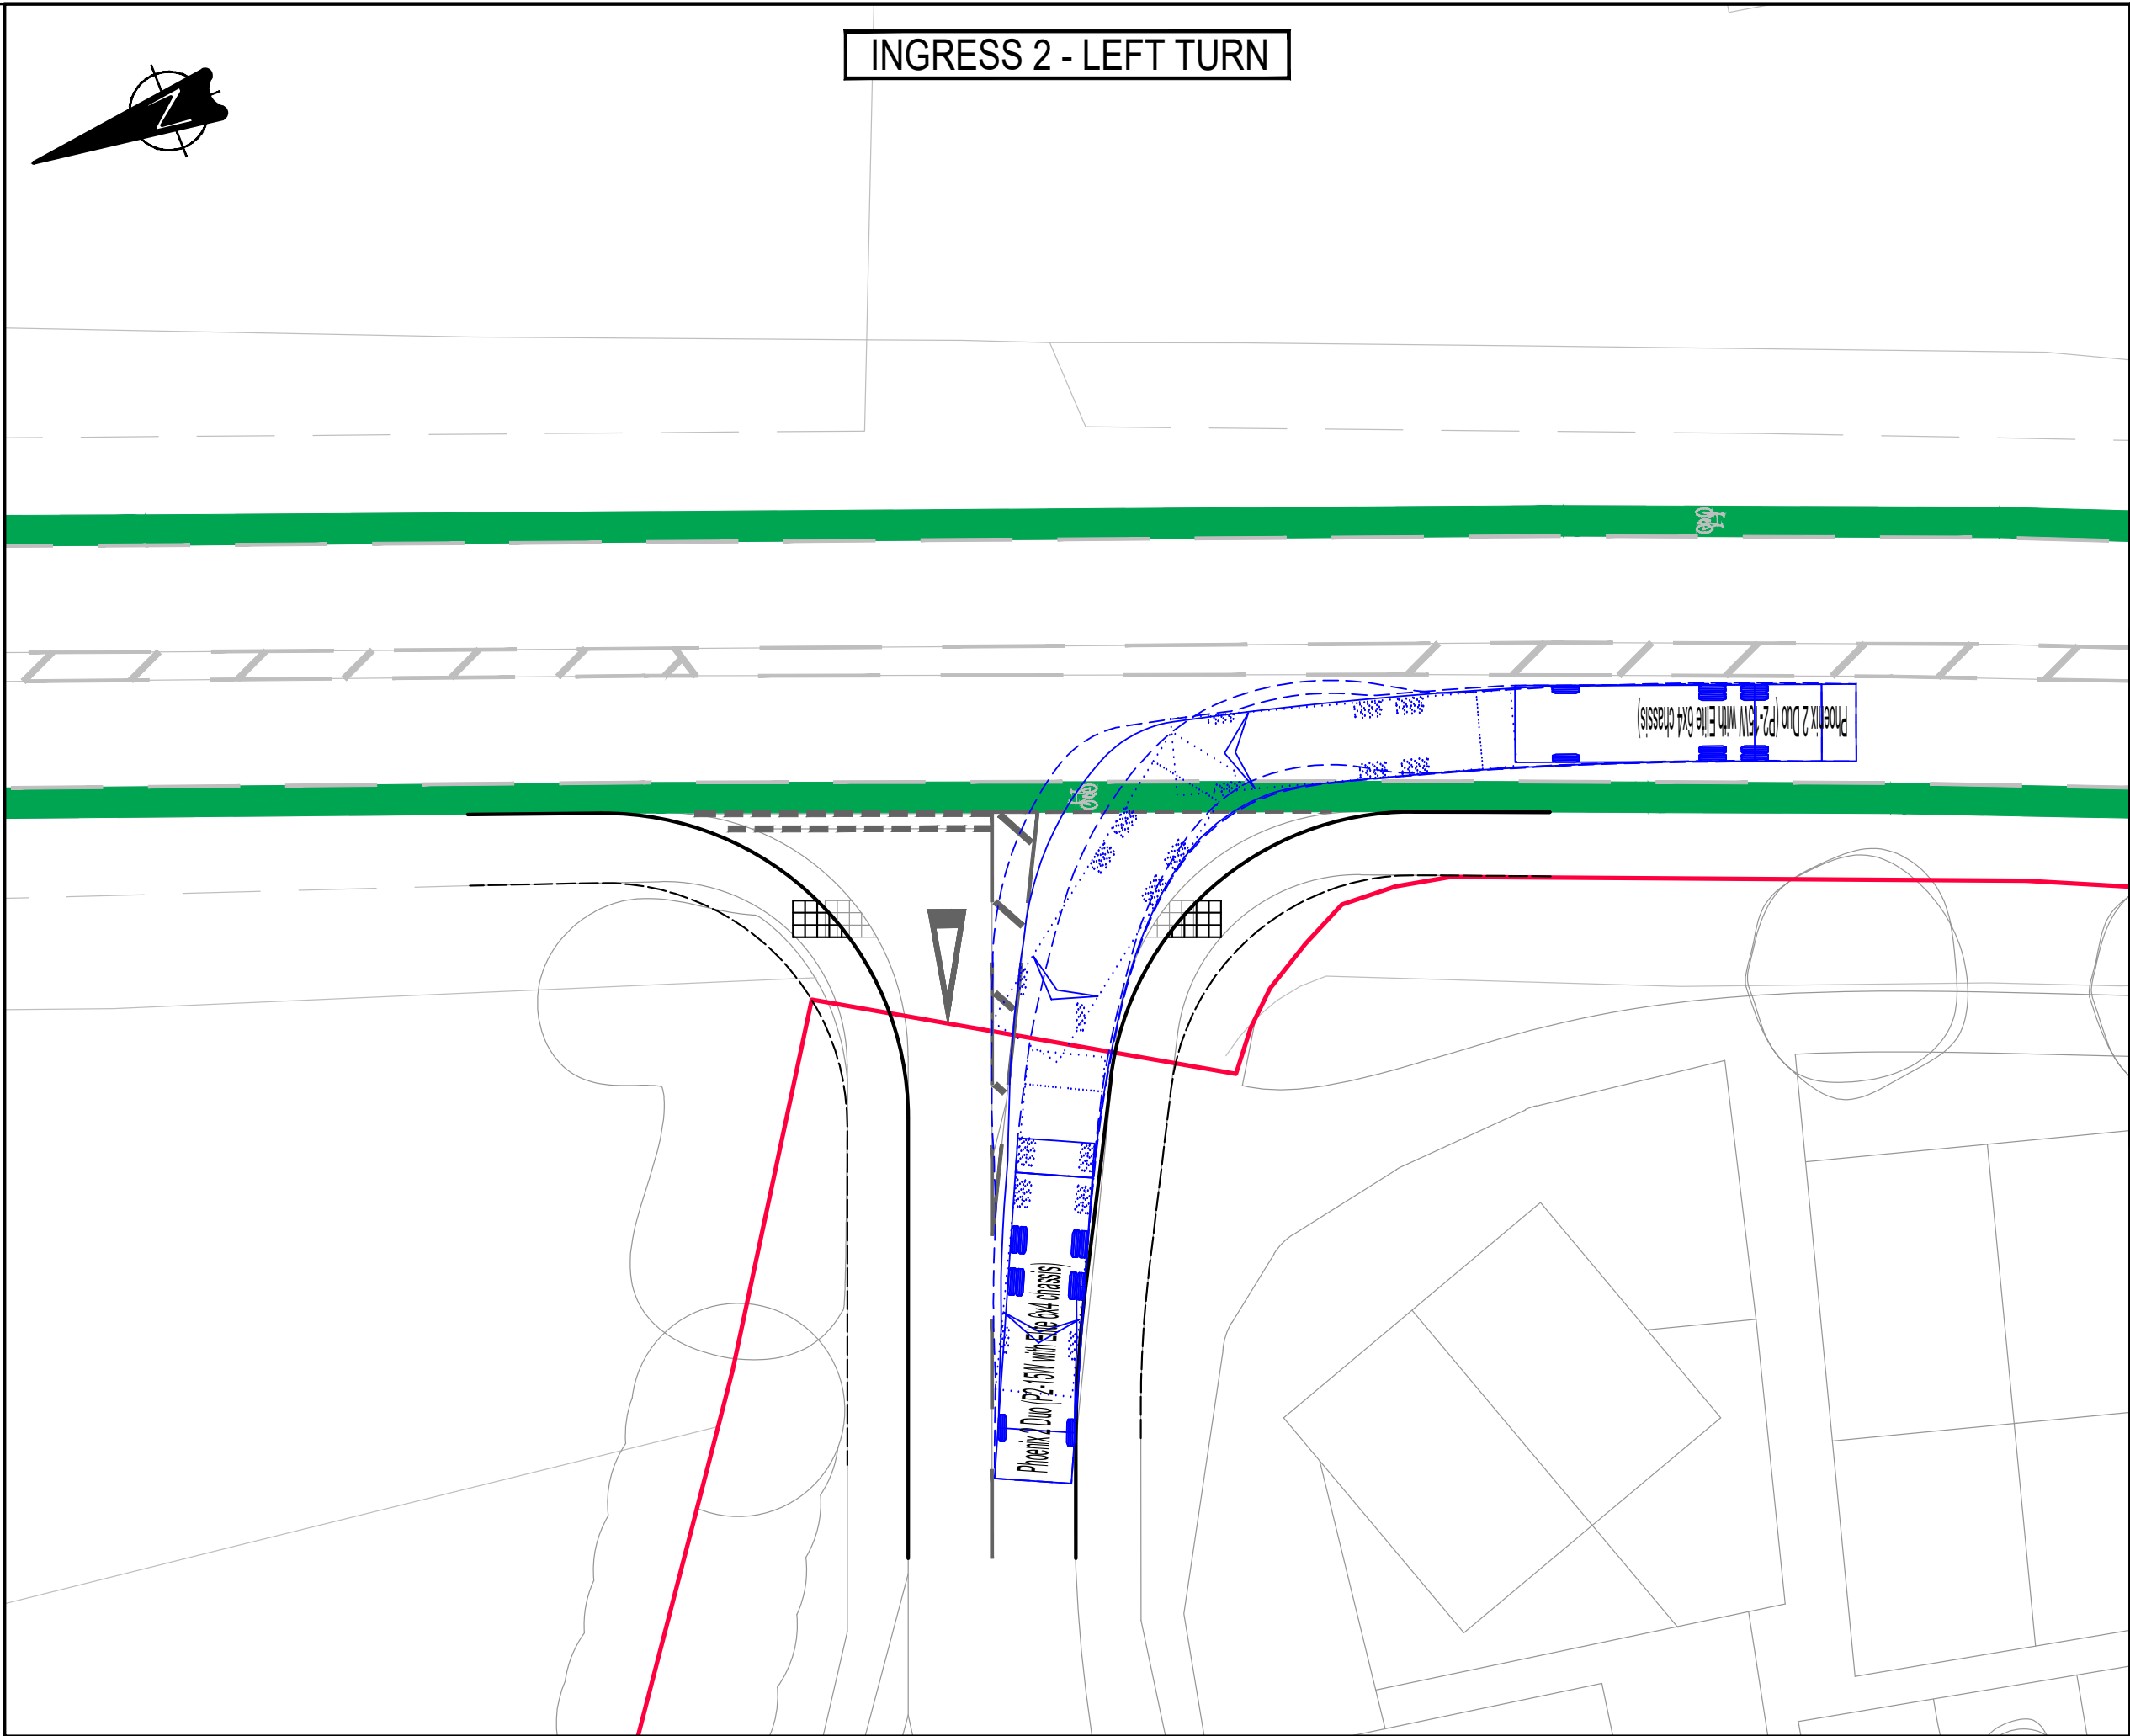 INGRESS 2 - LEFT TURN
N
Phoenix 2 Duo (P2-15W with Elite 6x4 chassis)
Phoenix 2 Duo (P2-15W with Elite 6x4 chassis)